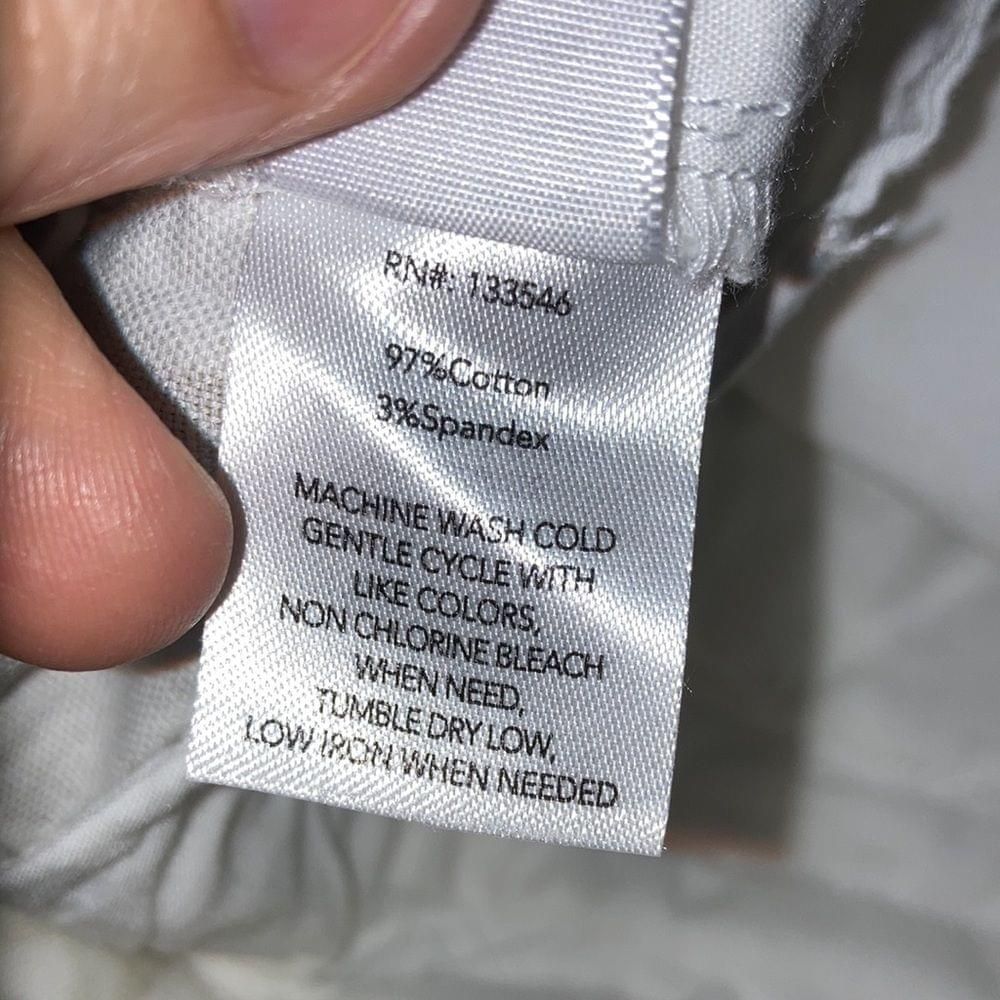 RN#: 133546
97%Cotton
3%Spandex
MACHINE WASH COLD
GENTLE CYCLE WITH
LIKE COLORS,
NON CHLORINE BLEACH
WHEN NEED,
TUMBLE DRY LOW,
LOW IRON WHEN NEEDED